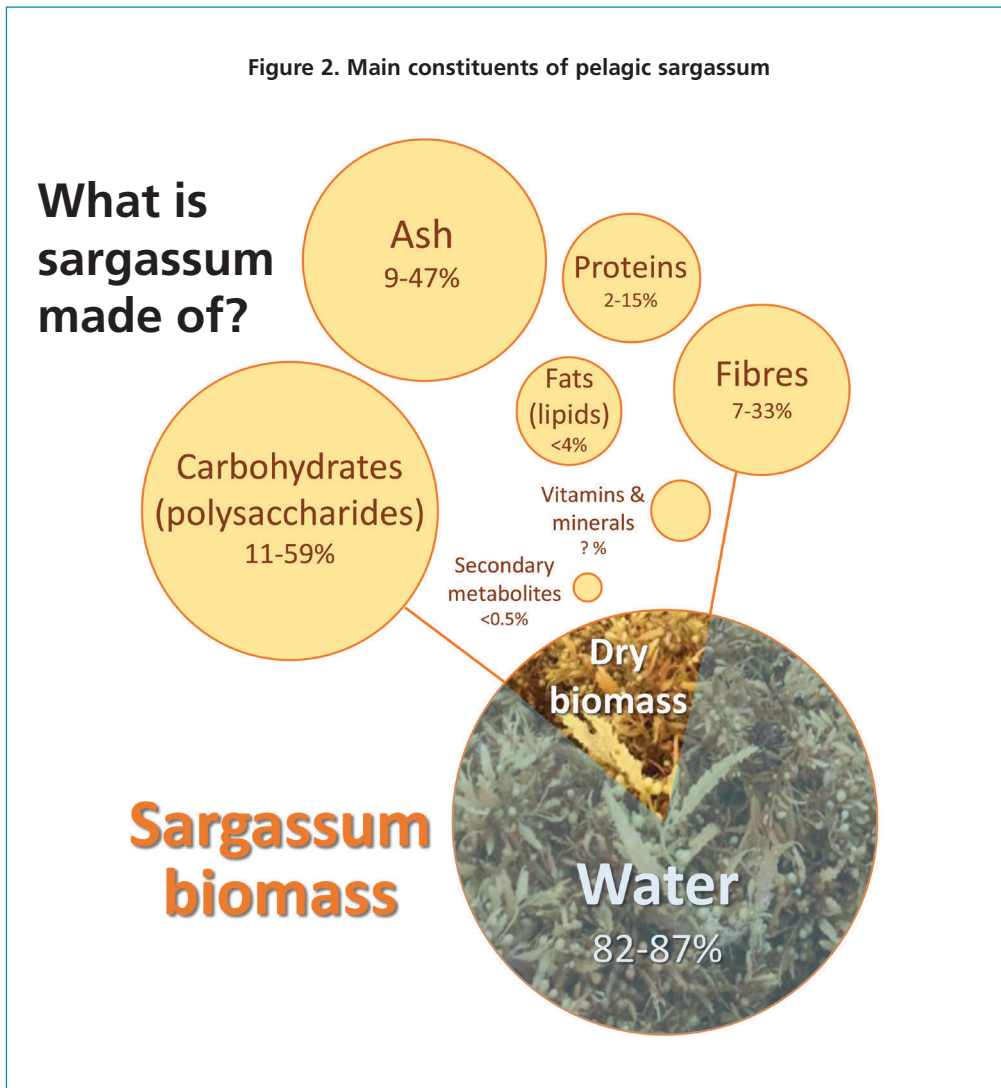 Figure 2. Main constituents of pelagic sargassum
What is
sargassum
made of?
Ash
9-47%
Proteins
2-15%
Fibres
7-33%
Fats
(lipids)
<4%
Carbohydrates
(polysaccharides)
11-59%
Vitamins &
minerals
? %
Secondary
metabolites
<0.5%
Dry
biomass
Sargassum
biomass
Water
82-87%